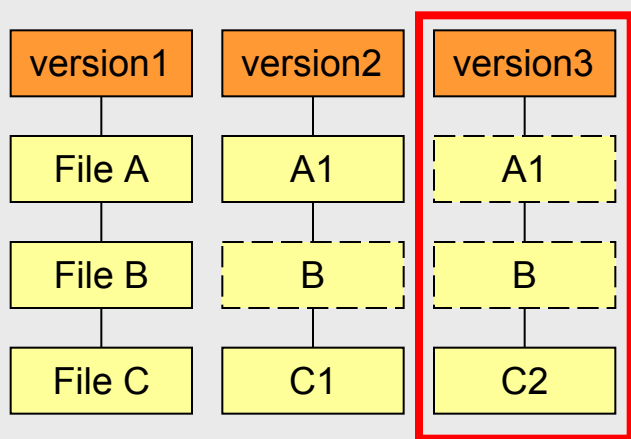 version1
version2
version3
File A
A1
A1
File B
B
B
File C
C1
C2